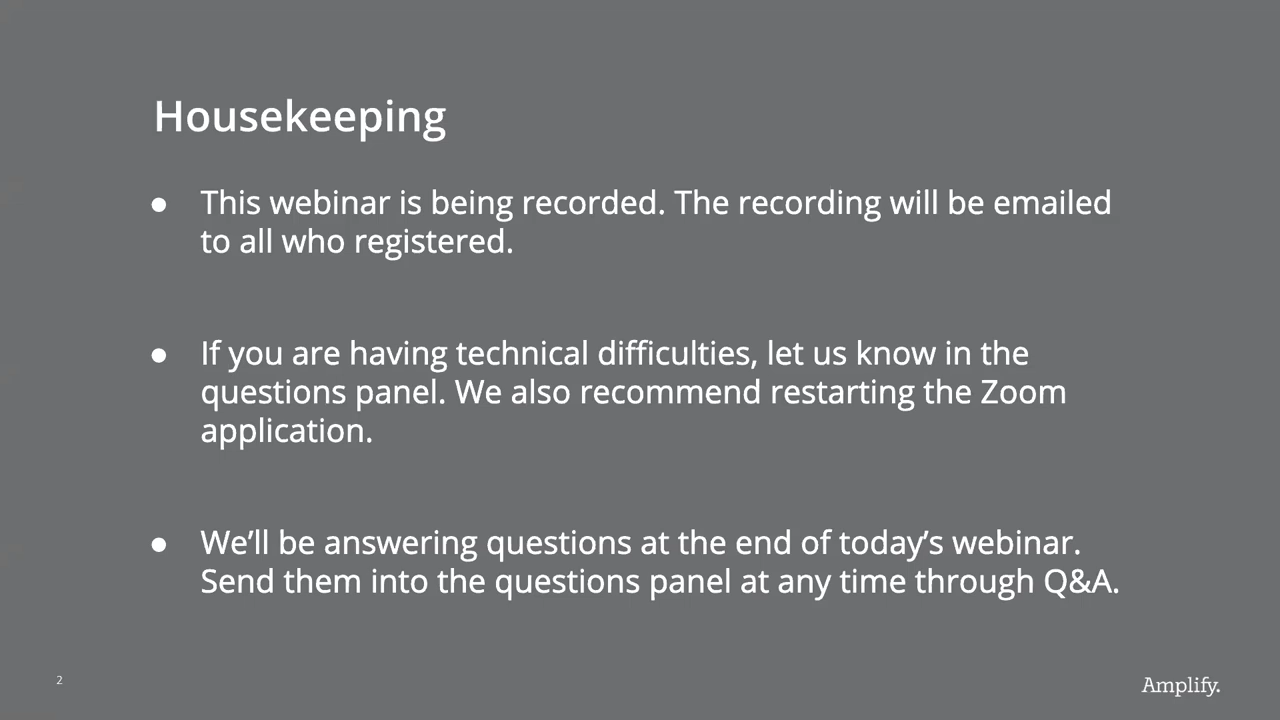 Housekeeping
● This webinar is being recorded. The recording will be emailed
to all who registered.
● If you are having technical difficulties, let us know in the
questions panel. We also recommend restarting the Zoom
application.
● We’ll be answering questions at the end of today’s webinar.
Send them into the questions panel at any time through Q&A.
2
Amplify.